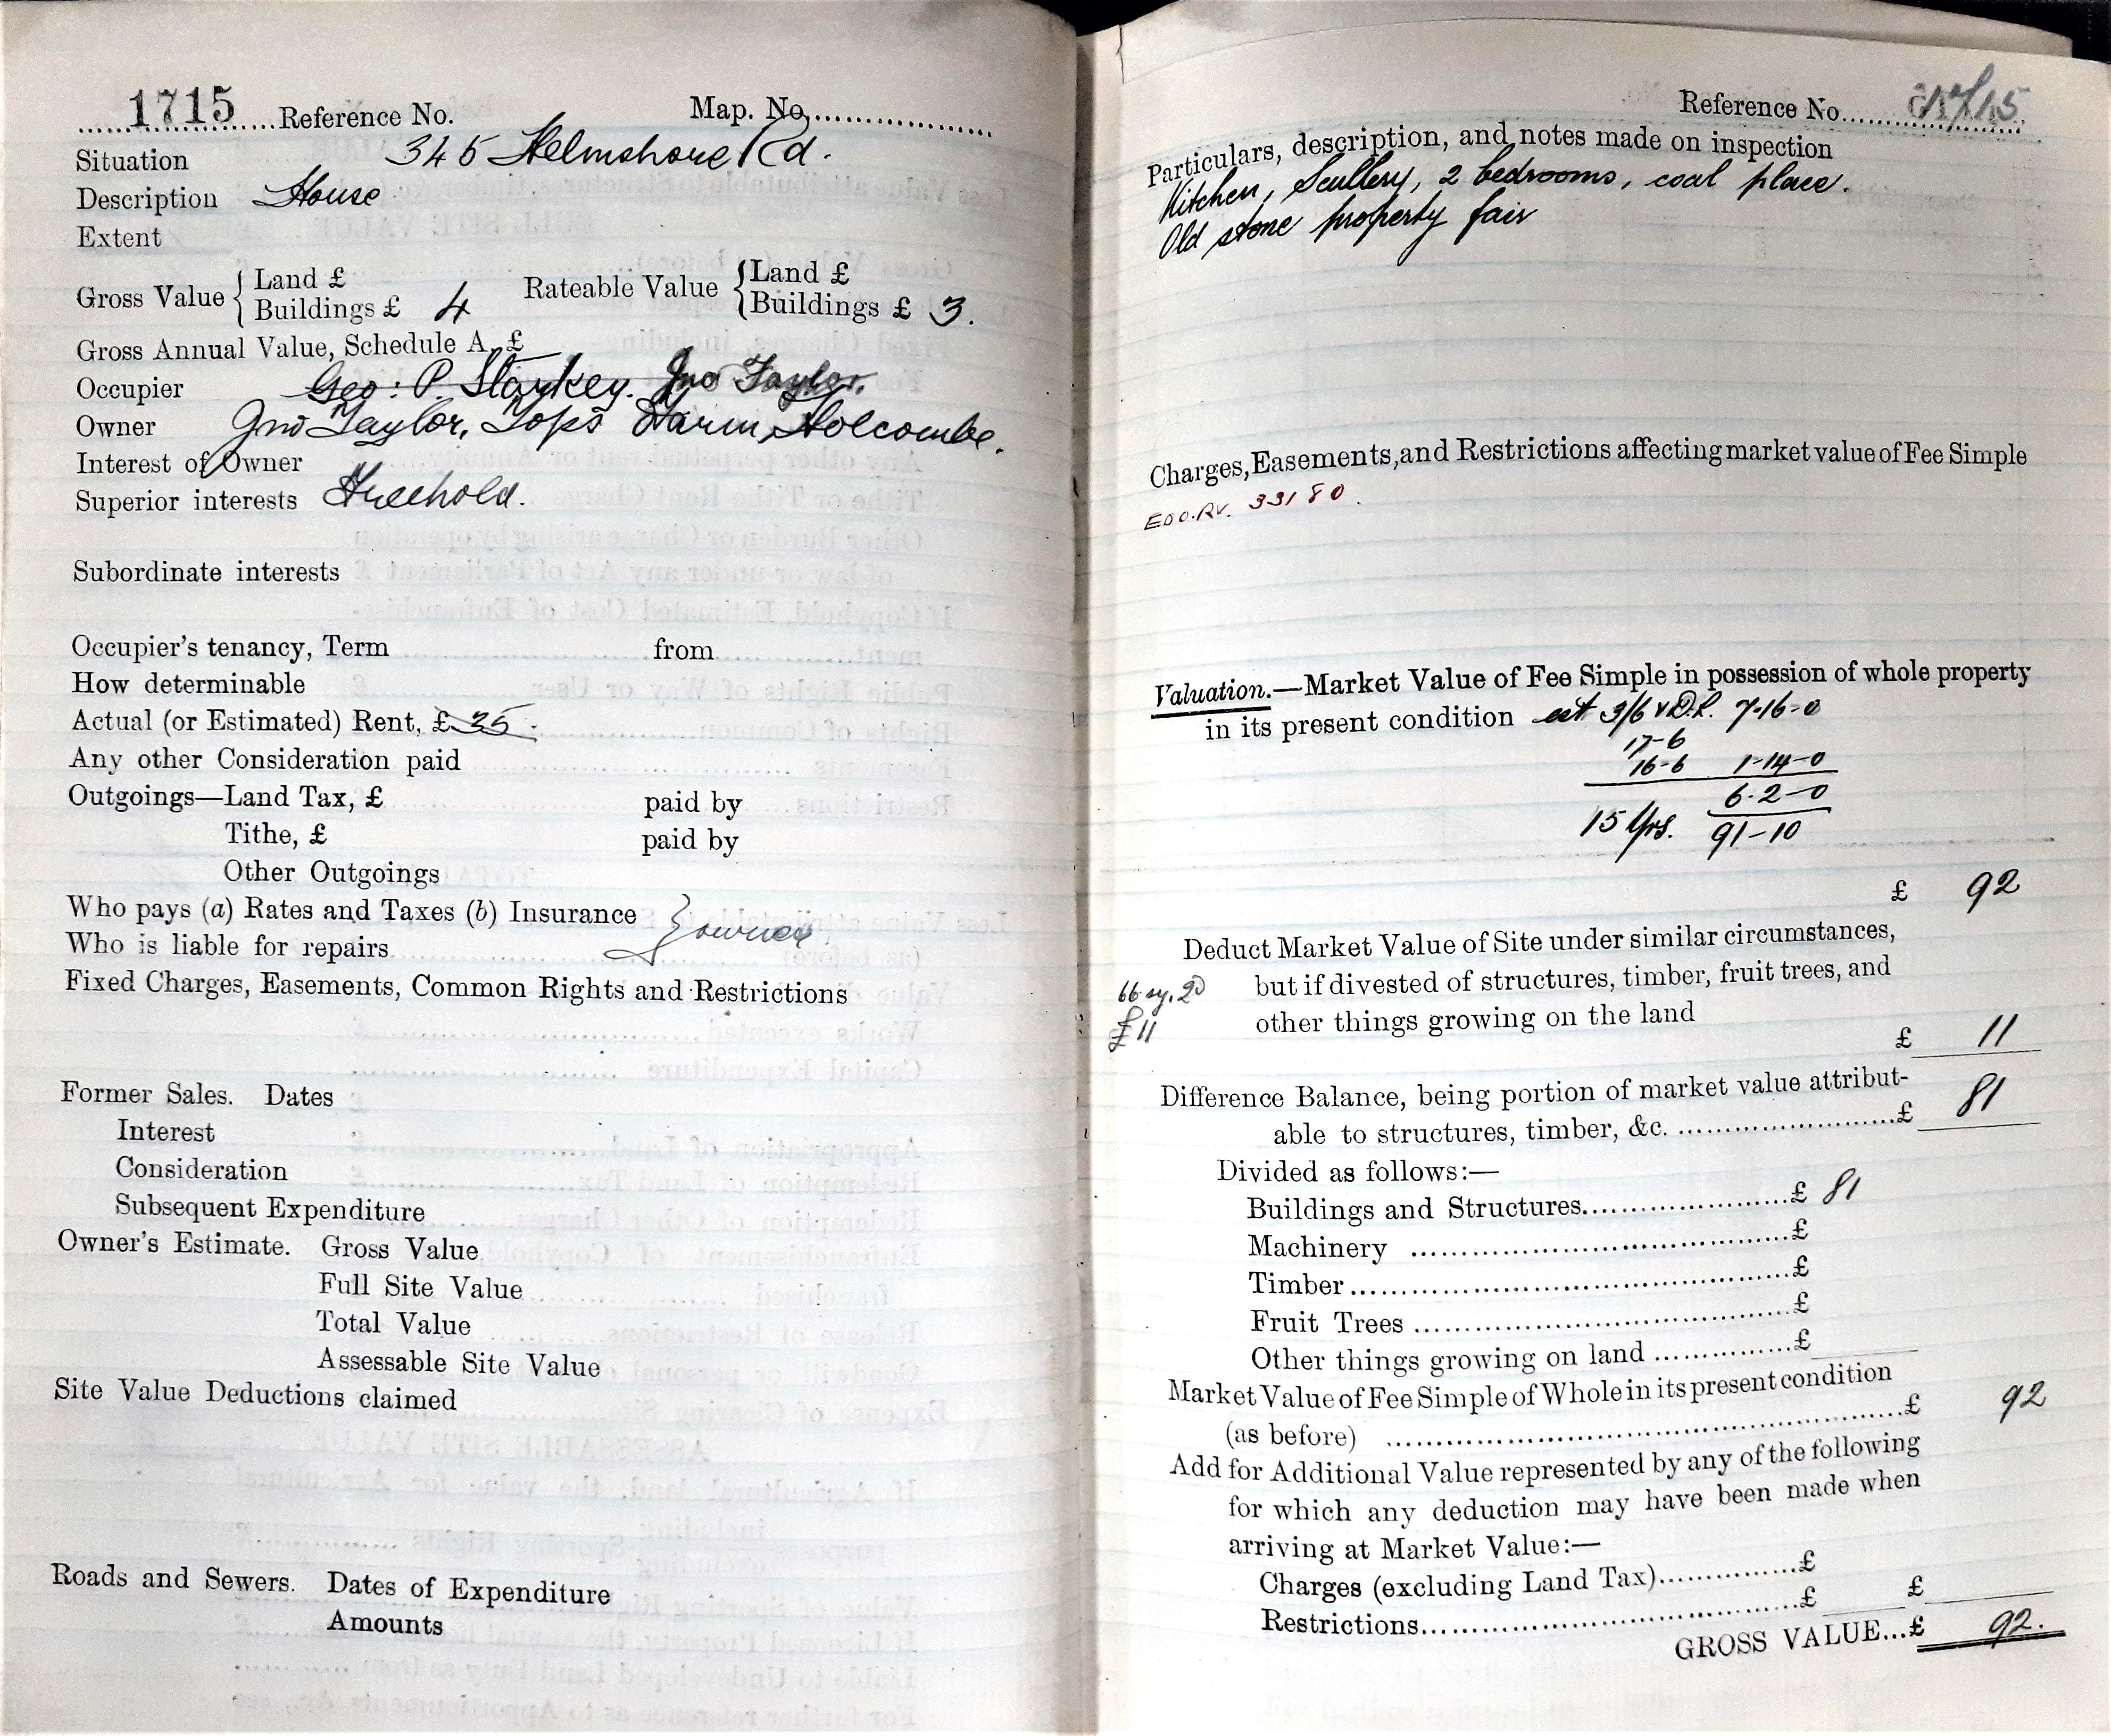 1715 Reference No. Map. No.
Situation 345 Helmshore Rd.
Description House
Extent
Gross Value { Land £ Rateable Value { Land £
Buildings £ 4 Buildings £ 3.
Gross Annual Value, Schedule A, £
Occupier Geo: P. Starkey. Jno Taylor.
Owner Jno Taylor, Tops Farm, Holcombe.
Interest of Owner
Superior interests Freehold.
Subordinate interests
Occupier's tenancy, Term from
How determinable
Actual (or Estimated) Rent, £ 35.
Any other Consideration paid
Outgoings—Land Tax, £ paid by
Tithe, £ paid by
Other Outgoings
Who pays (a) Rates and Taxes (b) Insurance } owner
Who is liable for repairs
Fixed Charges, Easements, Common Rights and Restrictions
Former Sales. Dates
Interest
Consideration
Subsequent Expenditure
Owner's Estimate. Gross Value
Full Site Value
Total Value
Assessable Site Value
Site Value Deductions claimed
Roads and Sewers. Dates of Expenditure
Amounts
Reference No. 1715
Particulars, description, and notes made on inspection
Kitchen, Scullery, 2 bedrooms, coal place.
Old stone property fair
Charges, Easements, and Restrictions affecting market value of Fee Simple
33180.
Valuation.—Market Value of Fee Simple in possession of whole property
in its present condition est 3/6 7-16-0
17-6
16-6 1-14-0
6-2-0
15 Yrs. 91-10
£ 92
Deduct Market Value of Site under similar circumstances,
but if divested of structures, timber, fruit trees, and
66 sy. 2D
other things growing on the land
£11
£ 11
Difference Balance, being portion of market value attribut-
able to structures, timber, &c. £ 81
Divided as follows:—
Buildings and Structures £ 81
Machinery £
Timber £
Fruit Trees £
Other things growing on land £
Market Value of Fee Simple of Whole in its present condition
(as before) £ 92
Add for Additional Value represented by any of the following
for which any deduction may have been made when
arriving at Market Value:—
Charges (excluding Land Tax) £
Restrictions £ £
GROSS VALUE...£ 92.